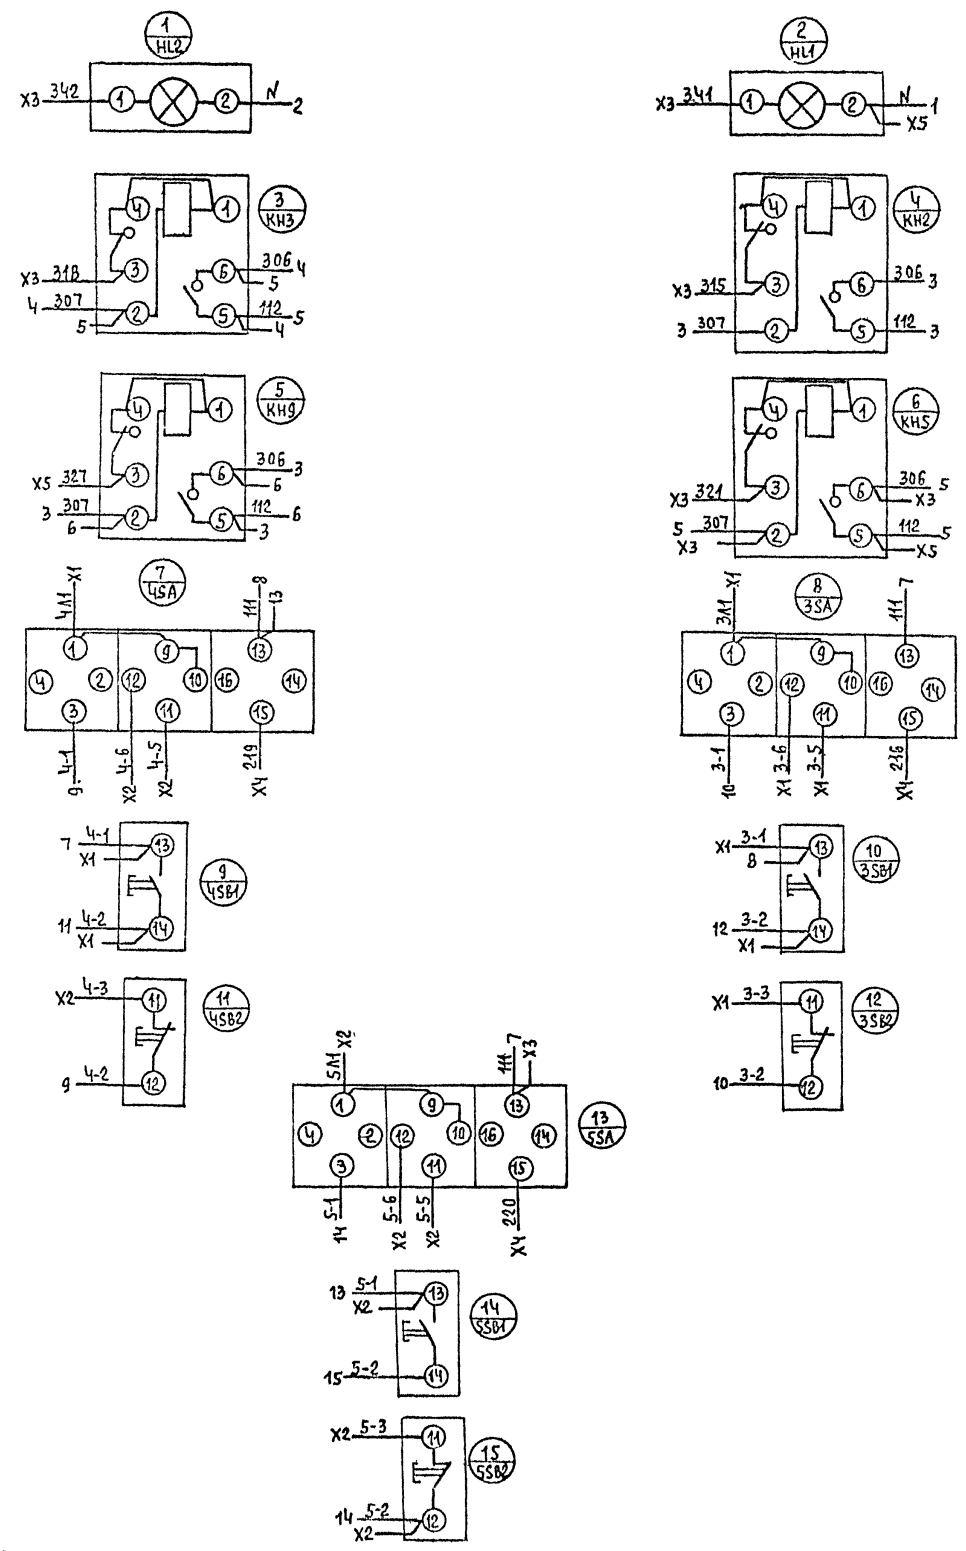 1
HL2
X3 342 1 2 N 2
2
HL1
X3 341 1 2 N 1
X5
3
KH3
4 1
X3 318 3 6 306 4
5
4 307 2 5 112 5
5 4
4
KH2
4 1
X3 315 3 6 306 3
3 307 2 5 112 3
5
KH9
4 1
X5 327 3 6 306 3
6
3 307 2 5 112 6
6 3
6
KH5
4 1
X3 321 3 6 306 5
X3
5 307 2 5 112 5
X3 X5
7
4SA
4Л1 X1 111 8 13
1 9 13
4 2 12 10 16 14
3 11 15
9 4-1 X2 4-6 X2 4-5 X4 219
8
3SA
3Л1 X1 111 7
1 9 13
4 2 12 10 16 14
3 11 15
10 3-1 X1 3-6 X1 3-5 X4 216
7 4-1 13
X1
11 4-2 14
X1
9
4SB1
X1 3-1 13
8
12 3-2 14
X1
10
3SB1
X2 4-3 11
9 4-2 12
11
4SB2
X1 3-3 11
10 3-2 12
12
3SB2
5Л1 X2 111 7 X3
1 9 13
4 2 12 10 16 14
3 11 15
14 5-1 X2 5-6 X2 5-5 X4 220
13
5SA
13 5-1 13
X2
15 5-2 14
14
5SB1
X2 5-3 11
14 5-2 12
X2
15
5SB2